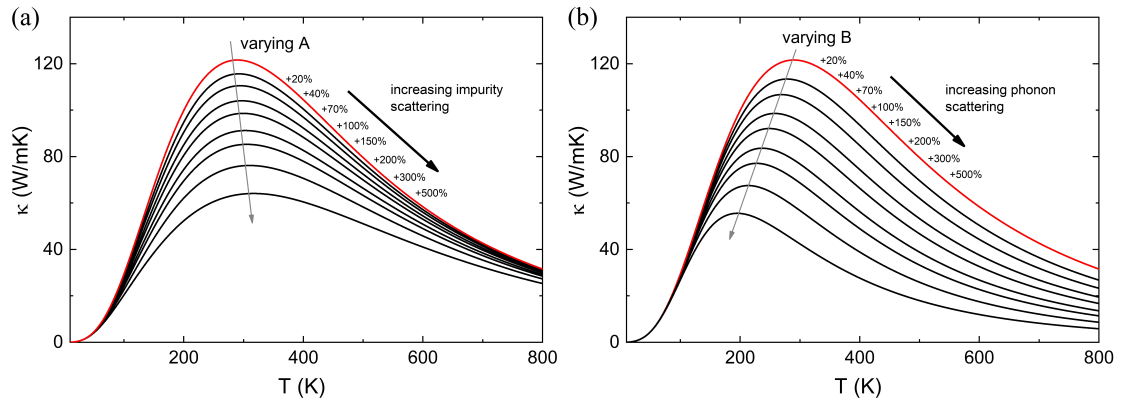 (a)
varying A
+20%
+40%
+70%
+100%
+150%
+200%
+300%
+500%
increasing impurity
scattering
κ (W/mK)
120
80
40
0
200
400
600
800
T (K)
(b)
varying B
+20%
+40%
+70%
+100%
+150%
+200%
+300%
+500%
increasing phonon
scattering
κ (W/mK)
120
80
40
0
200
400
600
800
T (K)